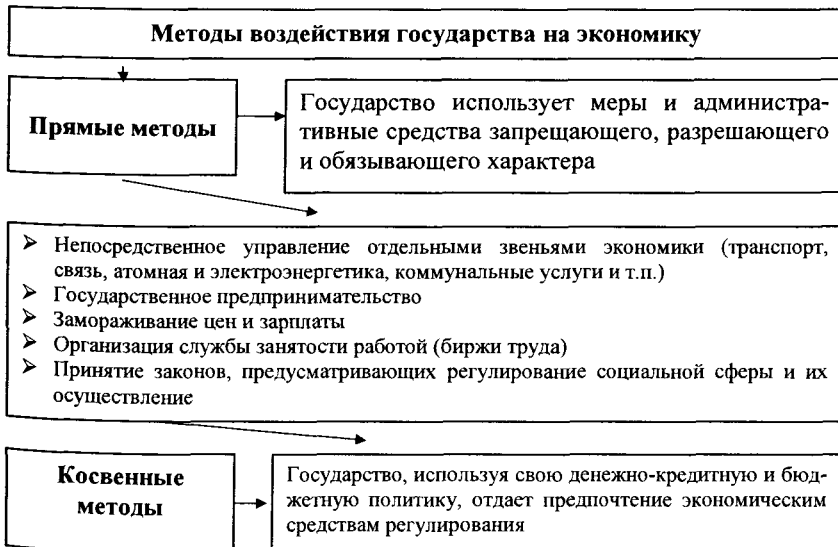 Методы воздействия государства на экономику
Прямые методы
Государство использует меры и администра-
тивные средства запрещающего, разрешающего
и обязывающего характера
➢ Непосредственное управление отдельными звеньями экономики (транспорт,
связь, атомная и электроэнергетика, коммунальные услуги и т.п.)
➢ Государственное предпринимательство
➢ Замораживание цен и зарплаты
➢ Организация службы занятости работой (биржи труда)
➢ Принятие законов, предусматривающих регулирование социальной сферы и их
осуществление
Косвенные
методы
Государство, используя свою денежно-кредитную и бюд-
жетную политику, отдает предпочтение экономическим
средствам регулирования